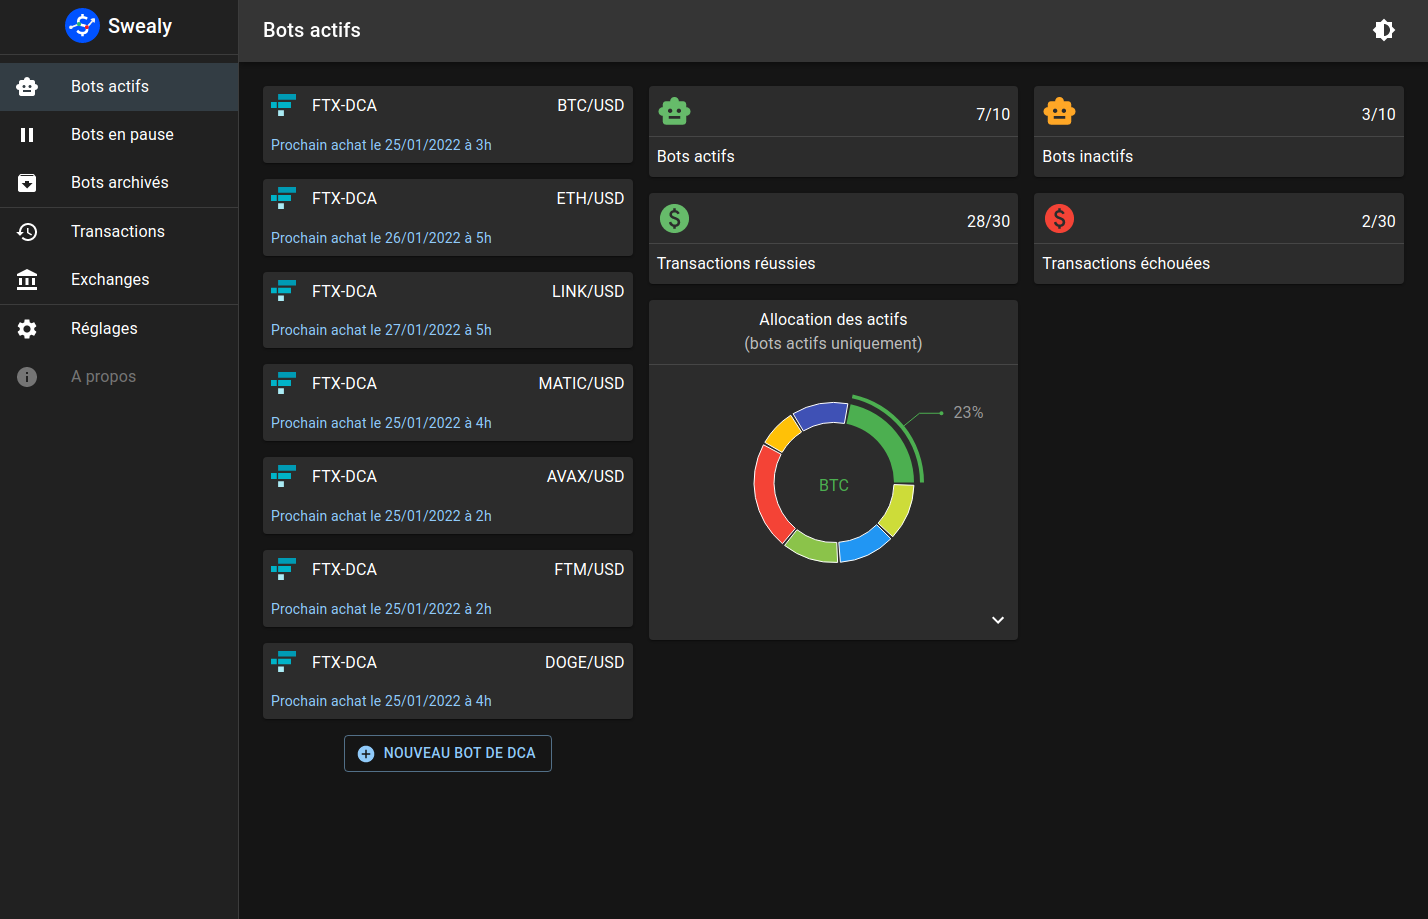 Swealy
Bots actifs
Bots en pause
Bots archivés
Transactions
Exchanges
Réglages
A propos
Bots actifs
FTX-DCA BTC/USD
Prochain achat le 25/01/2022 à 3h
FTX-DCA ETH/USD
Prochain achat le 26/01/2022 à 5h
FTX-DCA LINK/USD
Prochain achat le 27/01/2022 à 5h
FTX-DCA MATIC/USD
Prochain achat le 25/01/2022 à 4h
FTX-DCA AVAX/USD
Prochain achat le 25/01/2022 à 2h
FTX-DCA FTM/USD
Prochain achat le 25/01/2022 à 2h
FTX-DCA DOGE/USD
Prochain achat le 25/01/2022 à 4h
NOUVEAU BOT DE DCA
7/10
Bots actifs
3/10
Bots inactifs
28/30
Transactions réussies
2/30
Transactions échouées
Allocation des actifs
(bots actifs uniquement)
23%
BTC